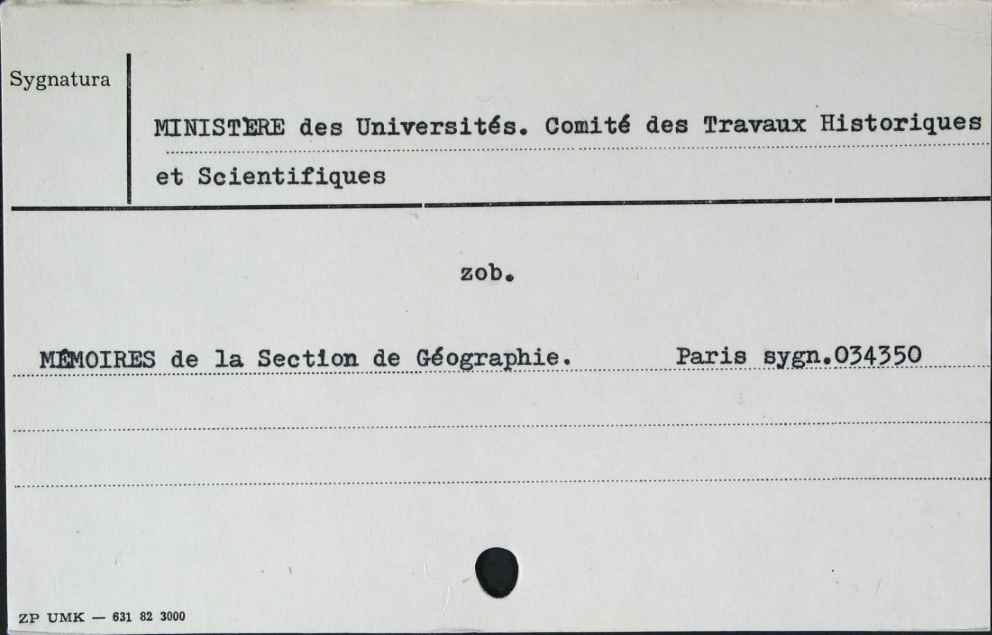 Sygnatura
MINISTÈRE des Universités. Comité des Travaux Historiques
et Scientifiques
zob.
MÉMOIRES de la Section de Géographie. Paris sygn.034350
ZP UMK — 631 82 3000